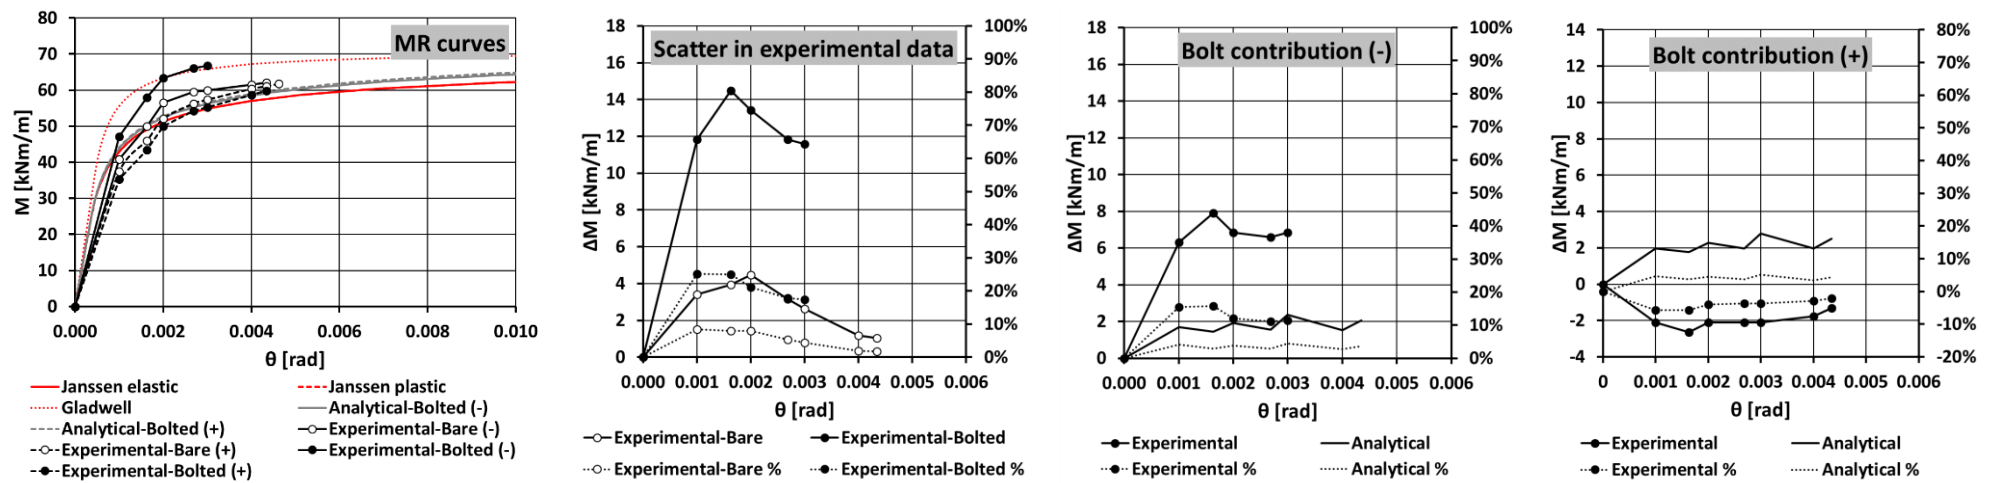 MR curves
M [kNm/m]
80
70
60
50
40
30
20
10
0
0.000 0.002 0.004 0.006 0.008 0.010
θ [rad]
Janssen elastic Janssen plastic
Gladwell Analytical-Bolted (-)
Analytical-Bolted (+) Experimental-Bare (-)
Experimental-Bare (+) Experimental-Bolted (-)
Experimental-Bolted (+)
Scatter in experimental data
ΔM [kNm/m]
18 100%
16 90%
14 80%
12 70%
10 60%
8 50%
6 40%
4 30%
2 20%
0 10%
0%
0.000 0.001 0.002 0.003 0.004 0.005 0.006
θ [rad]
Experimental-Bare Experimental-Bolted
Experimental-Bare % Experimental-Bolted %
Bolt contribution (-)
ΔM [kNm/m]
18 100%
16 90%
14 80%
12 70%
10 60%
8 50%
6 40%
4 30%
2 20%
0 10%
0%
0.000 0.001 0.002 0.003 0.004 0.005 0.006
θ [rad]
Experimental Analytical
Experimental % Analytical %
Bolt contribution (+)
ΔM [kNm/m]
14 80%
12 70%
10 60%
8 50%
6 40%
4 30%
2 20%
0 10%
-2 0%
-4 -10%
-20%
0 0.001 0.002 0.003 0.004 0.005 0.006
θ [rad]
Experimental Analytical
Experimental % Analytical %